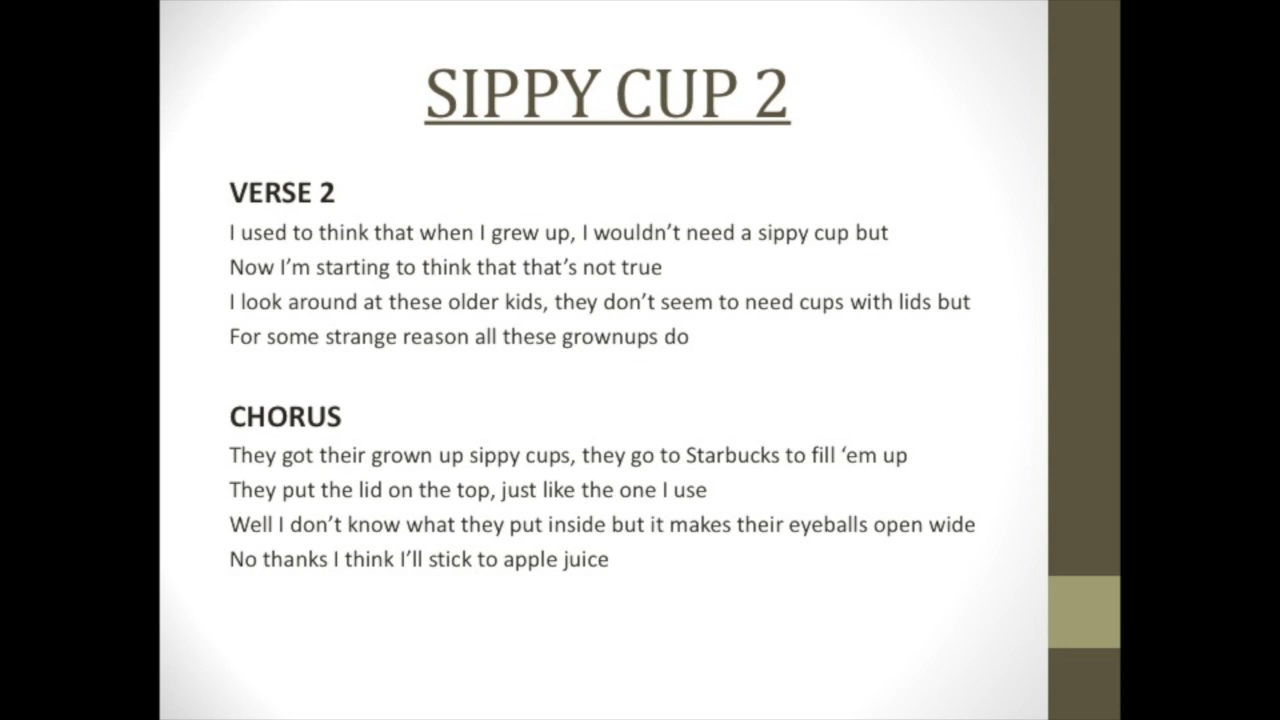 SIPPY CUP 2
VERSE 2
I used to think that when I grew up, I wouldn’t need a sippy cup but
Now I’m starting to think that that’s not true
I look around at these older kids, they don’t seem to need cups with lids but
For some strange reason all these grownups do
CHORUS
They got their grown up sippy cups, they go to Starbucks to fill ‘em up
They put the lid on the top, just like the one I use
Well I don’t know what they put inside but it makes their eyeballs open wide
No thanks I think I’ll stick to apple juice